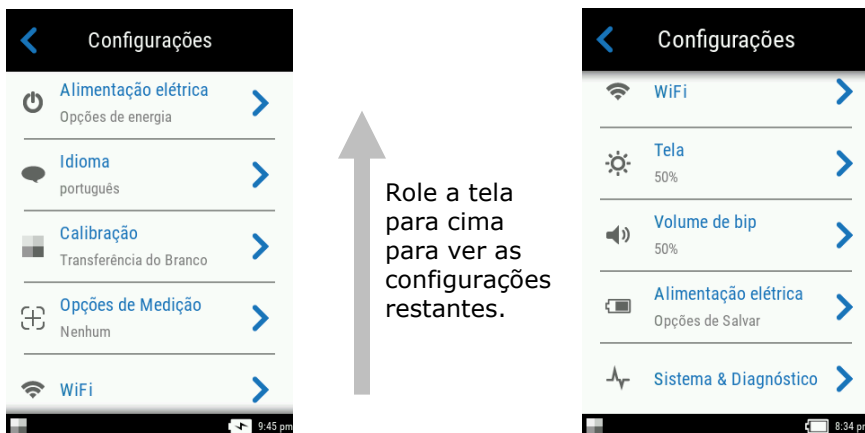 Configurações
Alimentação elétrica
Opções de energia
Idioma
português
Calibração
Transferência do Branco
Opções de Medição
Nenhum
WiFi
9:45 pm
Role a tela
para cima
para ver as
configurações
restantes.
Configurações
WiFi
Tela
50%
Volume de bip
50%
Alimentação elétrica
Opções de Salvar
Sistema & Diagnóstico
8:34 pm